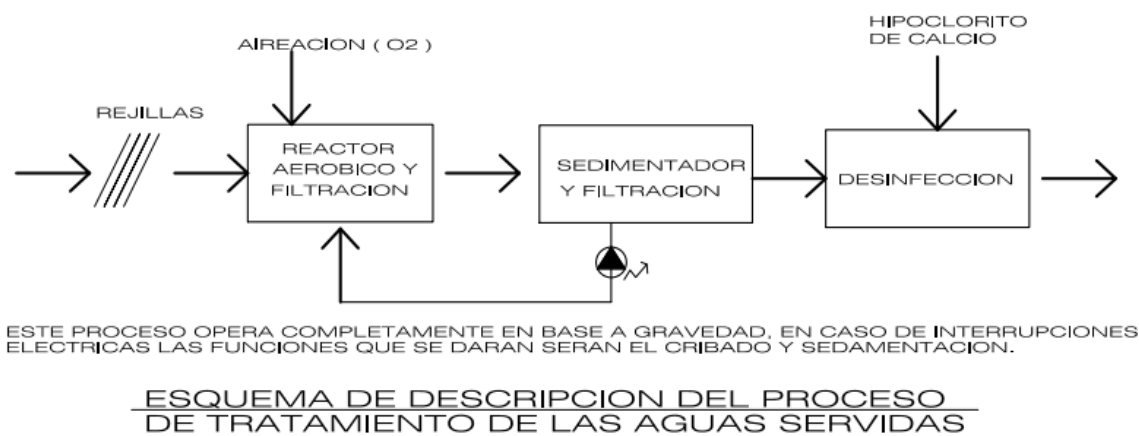 AIREACION ( O2 )
HIPOCLORITO
DE CALCIO
REJILLAS
REACTOR
AEROBICO Y
FILTRACION
SEDIMENTADOR
Y FILTRACION
DESINFECCION
ESTE PROCESO OPERA COMPLETAMENTE EN BASE A GRAVEDAD, EN CASO DE INTERRUPCIONES
ELECTRICAS LAS FUNCIONES QUE SE DARAN SERAN EL CRIBADO Y SEDAMENTACION.
ESQUEMA DE DESCRIPCION DEL PROCESO
DE TRATAMIENTO DE LAS AGUAS SERVIDAS